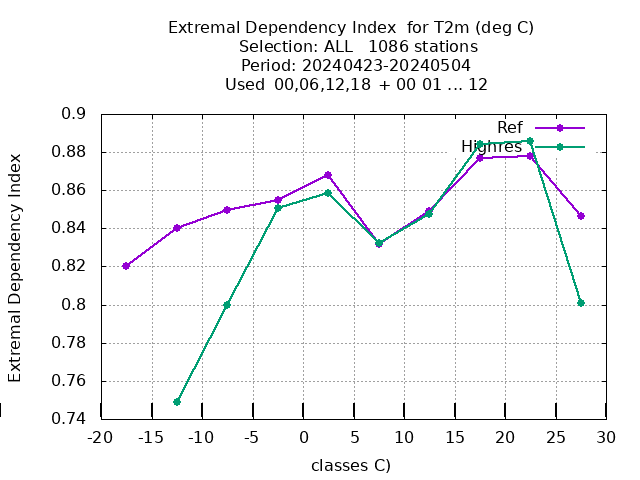 Extremal Dependency Index for T2m (deg C)
Selection: ALL 1086 stations
Period: 20240423-20240504
Used 00,06,12,18 + 00 01 ... 12
0.9
0.88
0.86
0.84
0.82
0.8
0.78
0.76
0.74
Extremal Dependency Index
Ref
Highres
-20 -15 -10 -5 0 5 10 15 20 25 30
classes C)